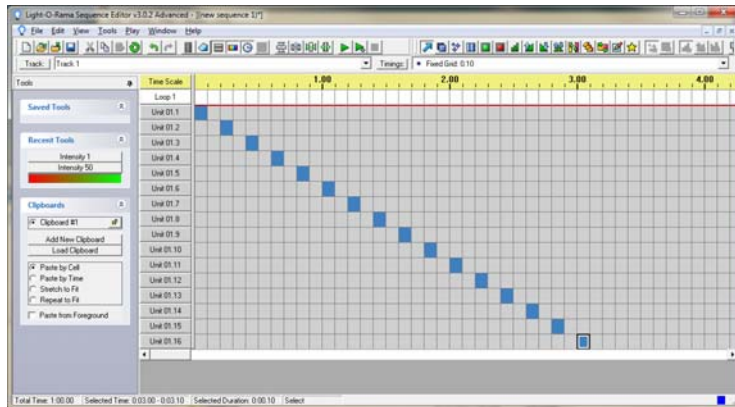 Light-O-Rama Sequence Editor v3.0.2 Advanced - [(new sequence 1)*]
File Edit View Tools Play Window Help
Track: Track 1 Timings: Fixed Grid: 0.10
Tools
Time Scale 1.00 2.00 3.00 4.00
Loop 1
Saved Tools
Unit 01.1
Unit 01.2
Recent Tools
Unit 01.3
Intensity 1
Unit 01.4
Intensity 50
Unit 01.5
Unit 01.6
Clipboards
Unit 01.7
Clipboard #1
Unit 01.8
Add New Clipboard
Unit 01.9
Load Clipboard
Unit 01.10
Paste by Cell
Unit 01.11
Paste by Time
Unit 01.12
Stretch to Fit
Repeat to Fit
Unit 01.13
Paste from Foreground
Unit 01.14
Unit 01.15
Unit 01.16
Total Time: 1:00.00 Selected Time: 0:03.00 - 0:03.10 Selected Duration: 0:00.10 Select